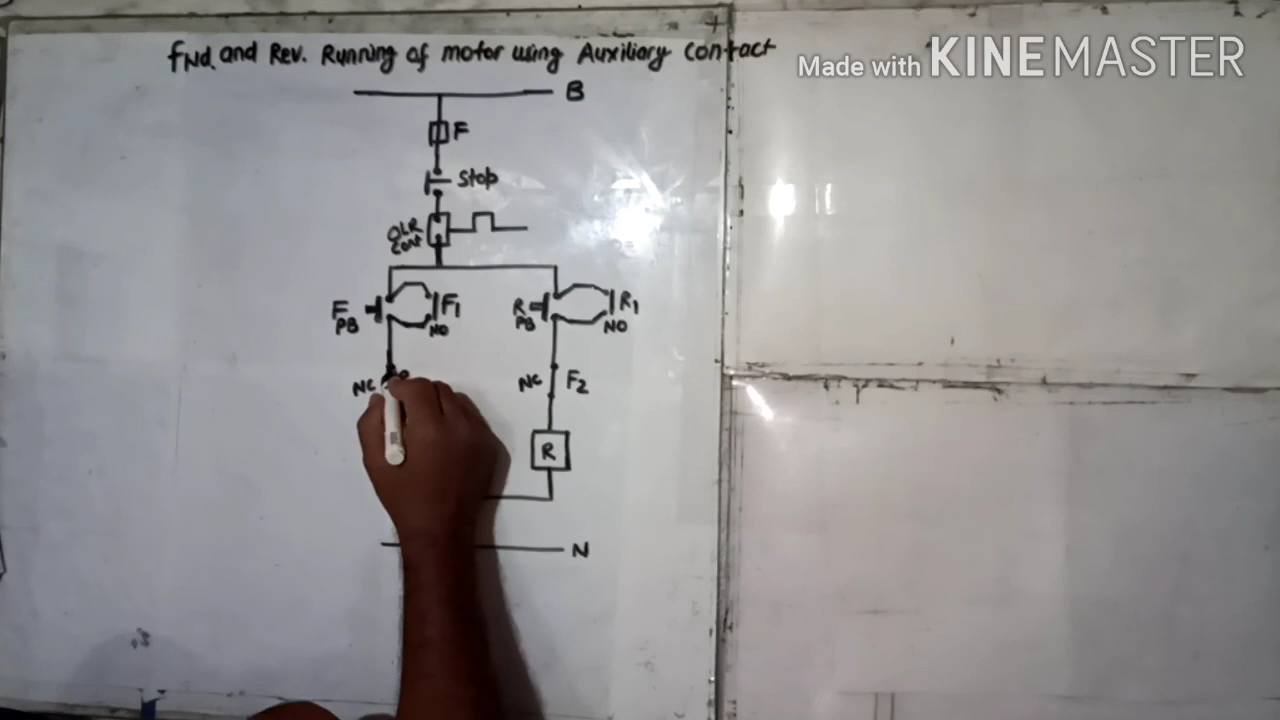 fwd. and Rev. Running of motor using Auxiliary Contact
Made with KINEMASTER
B
F
Stop
OLR
Cont
F
PB
F1
NO
R
PB
R1
NO
NC
NC
F2
R
N